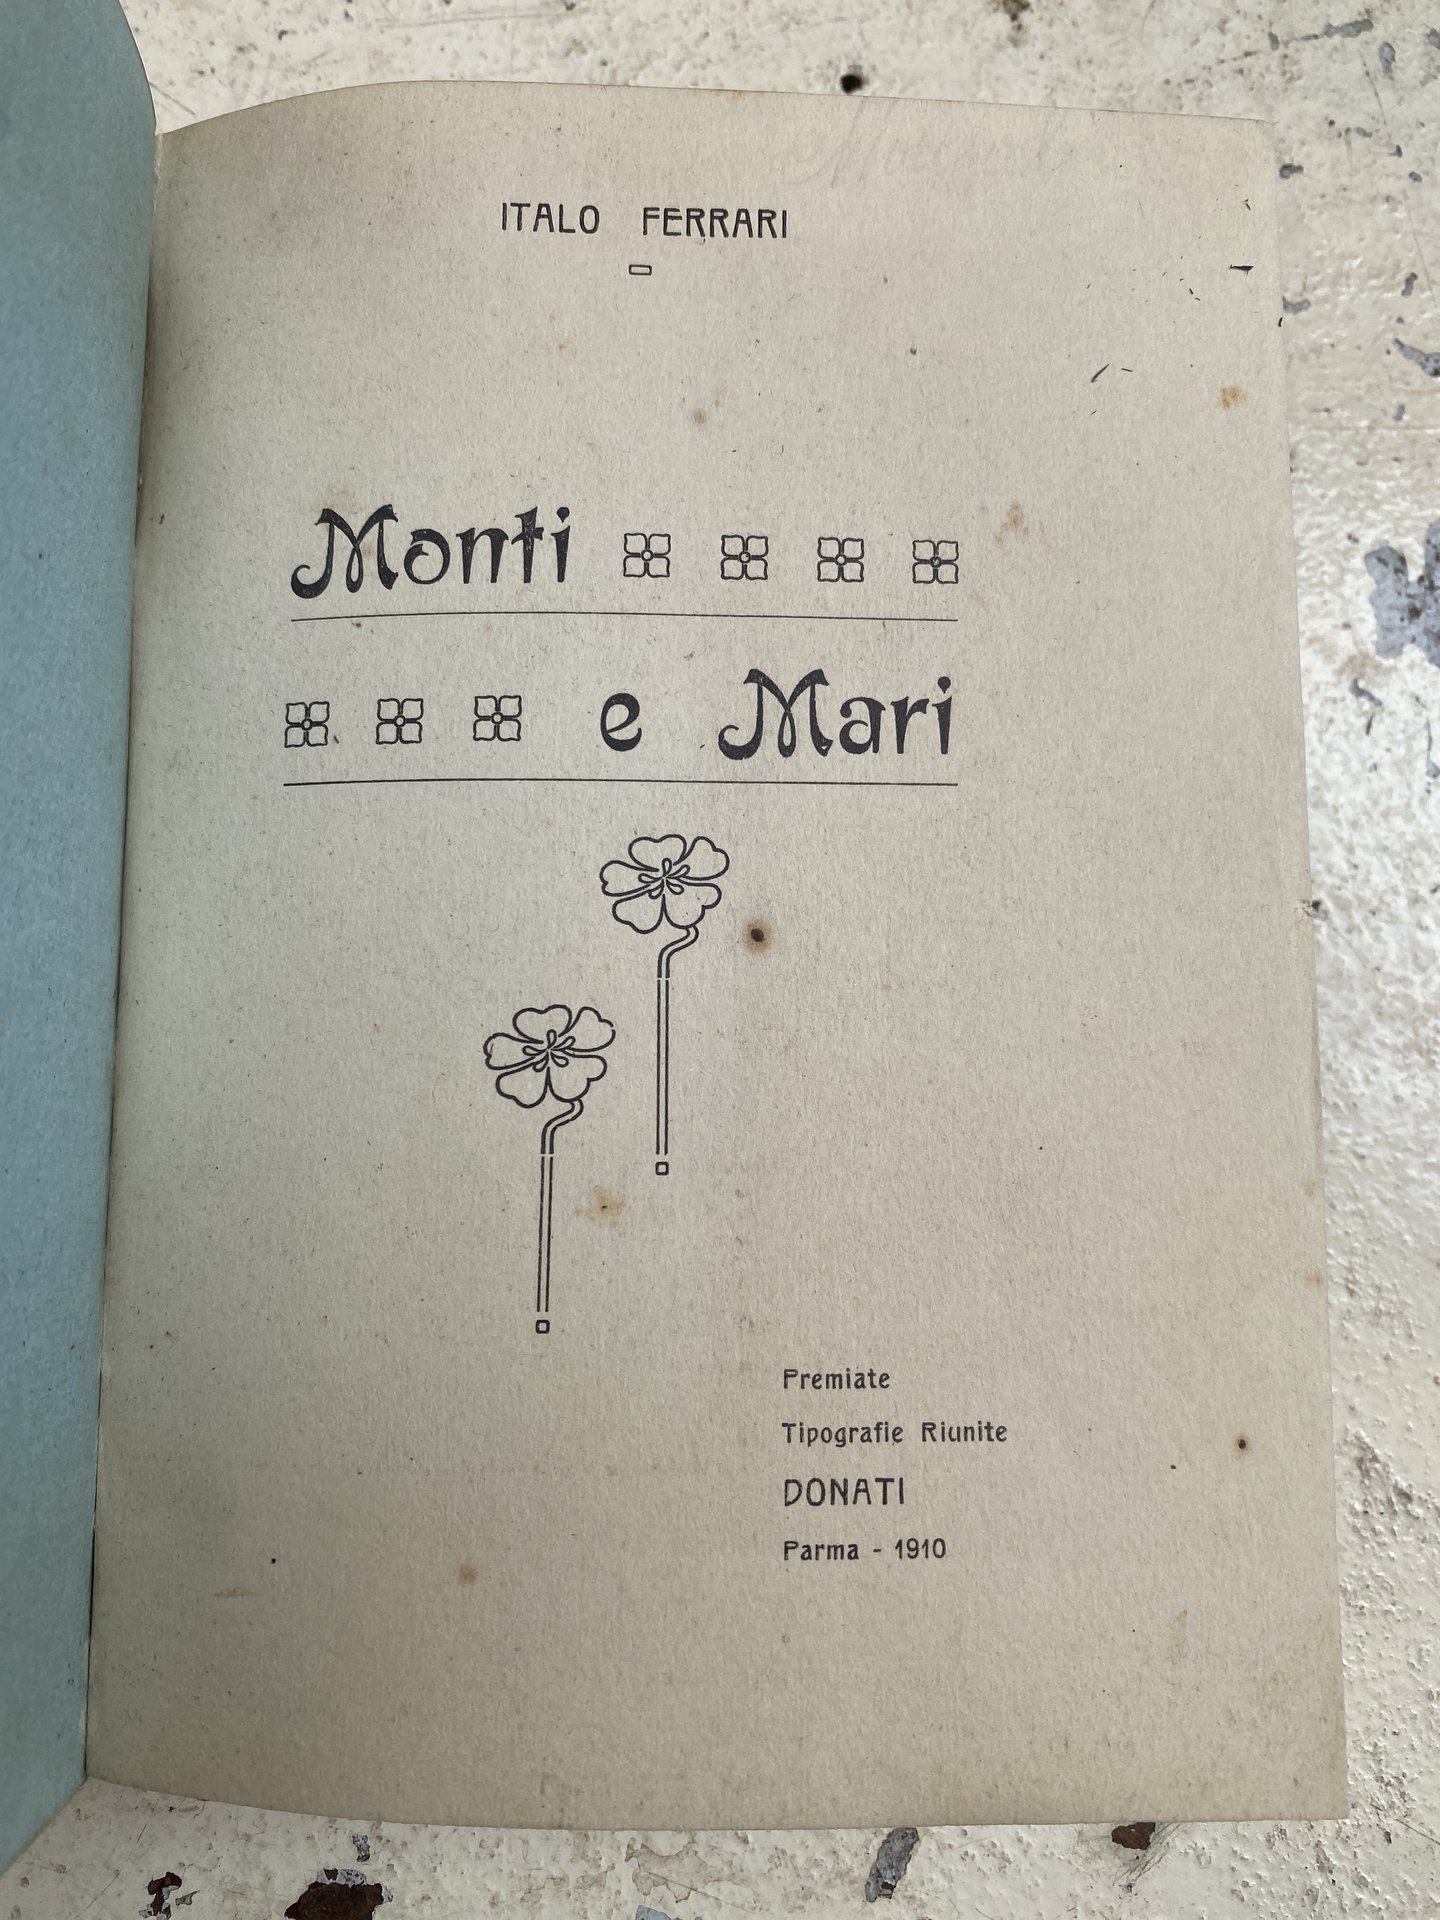 ITALO FERRARI
Monti
e Mari
Premiate
Tipografie Riunite
DONATI
Parma - 1910